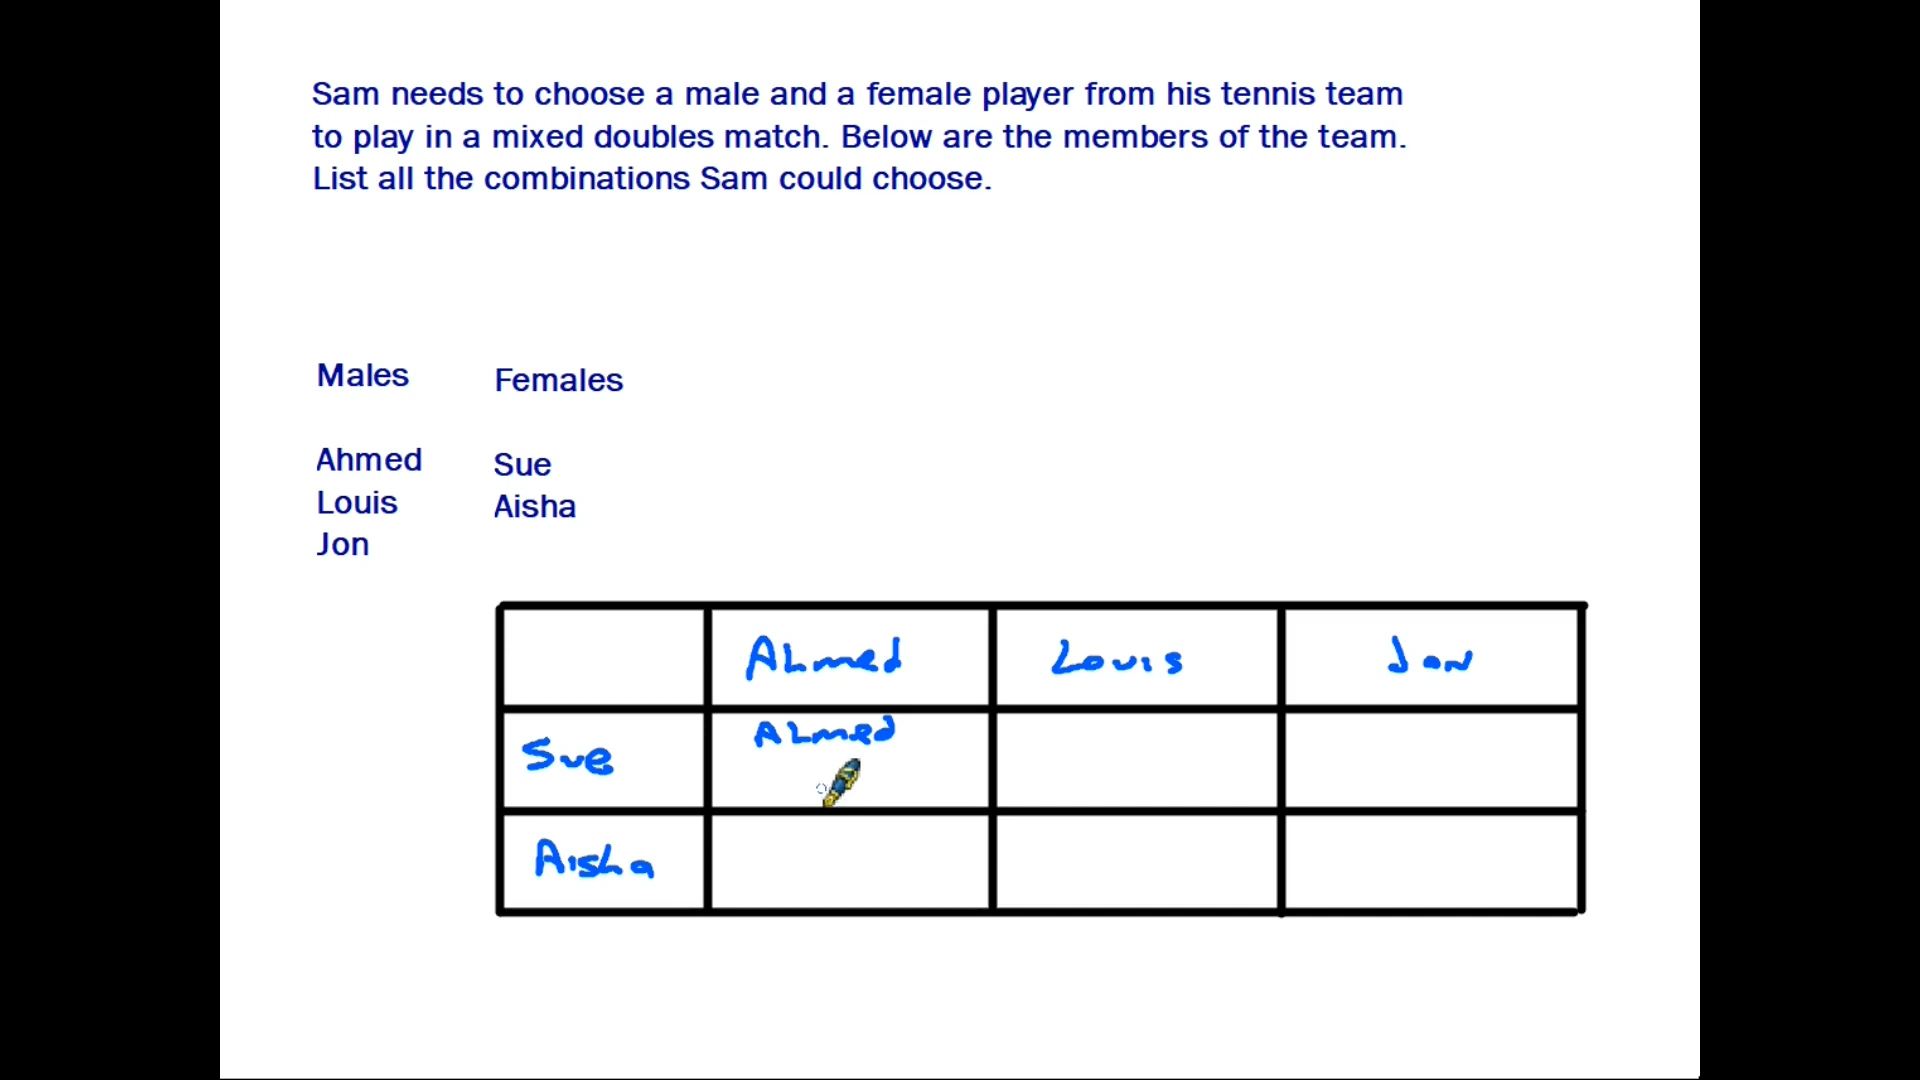 Sam needs to choose a male and a female player from his tennis team
to play in a mixed doubles match. Below are the members of the team.
List all the combinations Sam could choose.
Males Females
Ahmed Sue
Louis Aisha
Jon
Ahmed Louis Jon
Sue Ahmed
Aisha